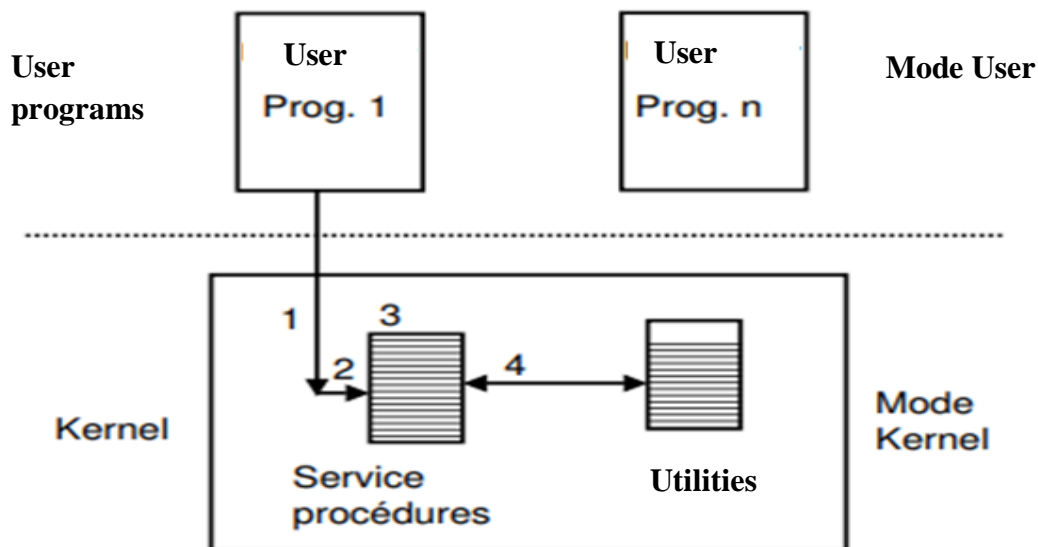 User
programs
User
Prog. 1
User
Prog. n
Mode User
1
2
3
4
Kernel
Mode
Kernel
Service
procédures
Utilities